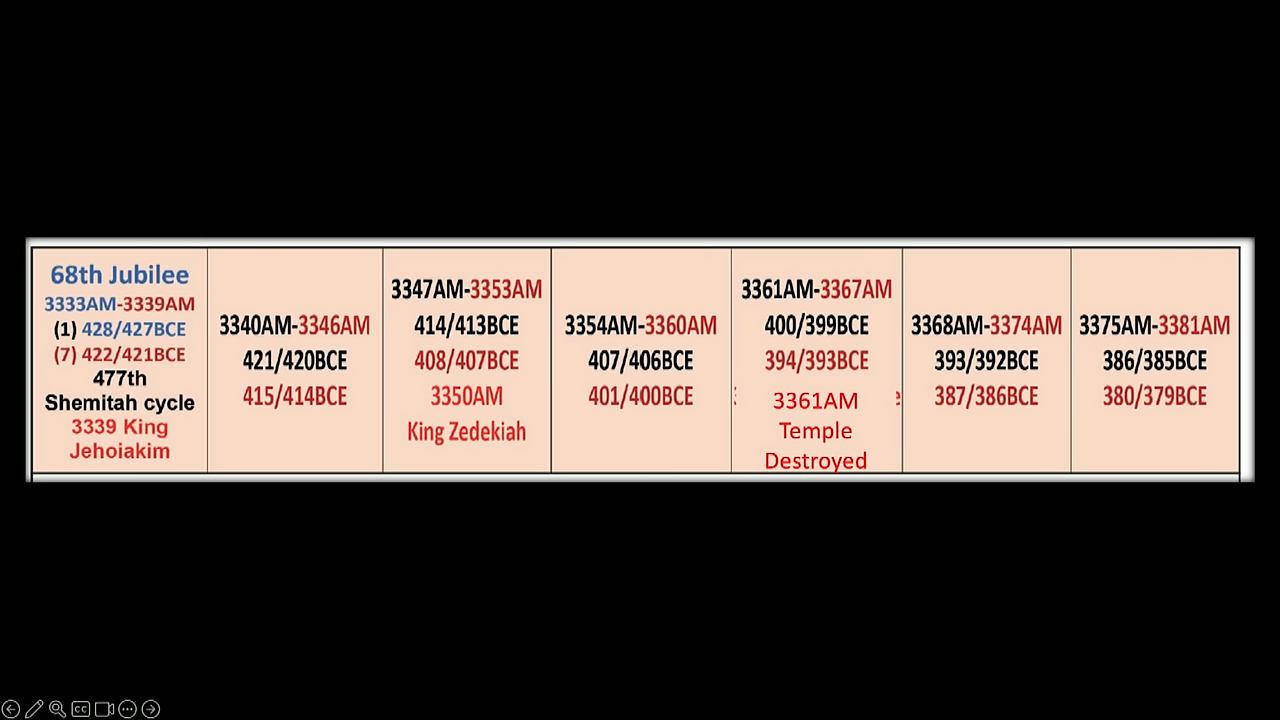 68th Jubilee
3333AM-3339AM
(1) 428/427BCE
(7) 422/421BCE
477th
Shemitah cycle
3339 King
Jehoiakim
3340AM-3346AM
421/420BCE
415/414BCE
3347AM-3353AM
414/413BCE
408/407BCE
3350AM
King Zedekiah
3354AM-3360AM
407/406BCE
401/400BCE
3361AM-3367AM
400/399BCE
394/393BCE
3361AM
Temple
Destroyed
3368AM-3374AM
393/392BCE
387/386BCE
3375AM-3381AM
386/385BCE
380/379BCE
CC